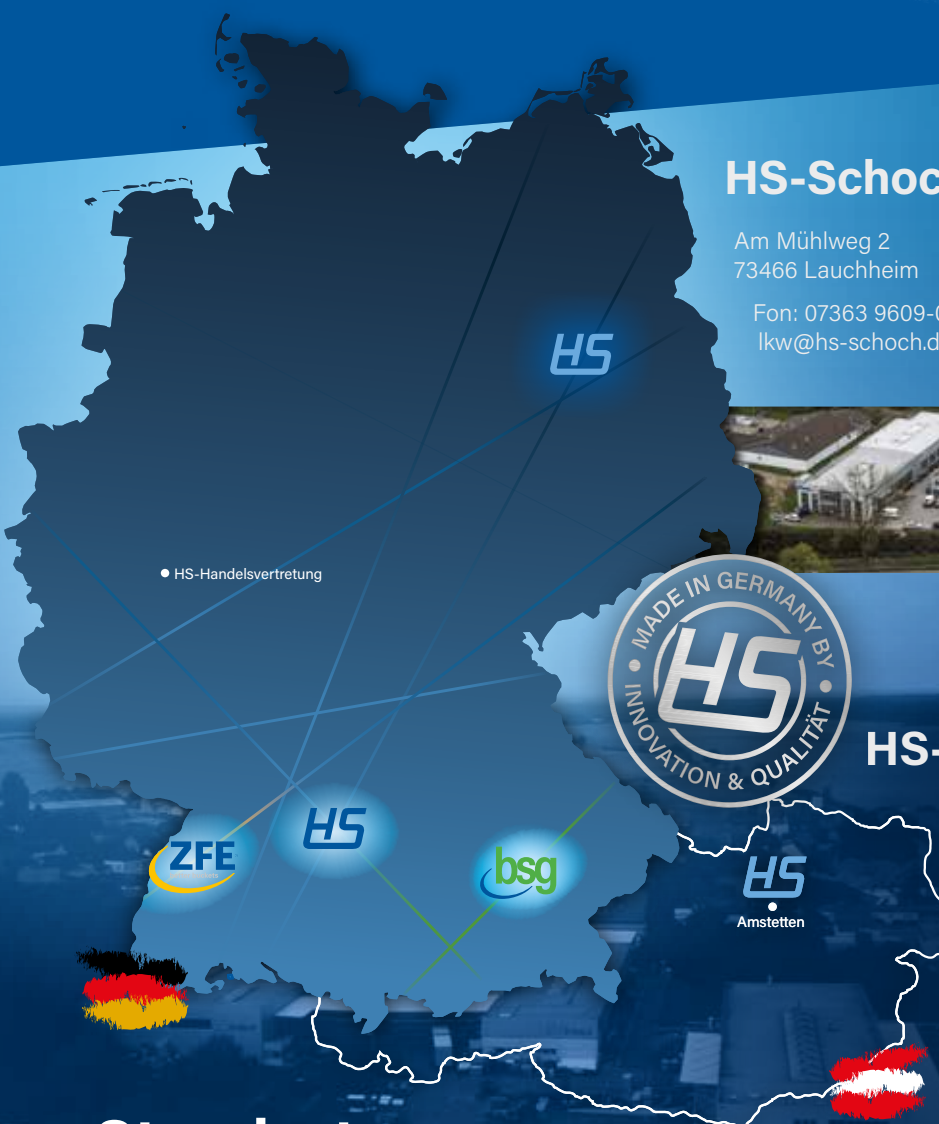 HS-Schoc
Am Mühlweg 2
73466 Lauchheim
Fon: 07363 9609-0
lkw@hs-schoch.d
HS
HS-Handelsvertretung
MADE IN GERMANY BY
HS
INNOVATION & QUALITÄT
HS-
ZFE
HS
bsg
HS
Amstetten